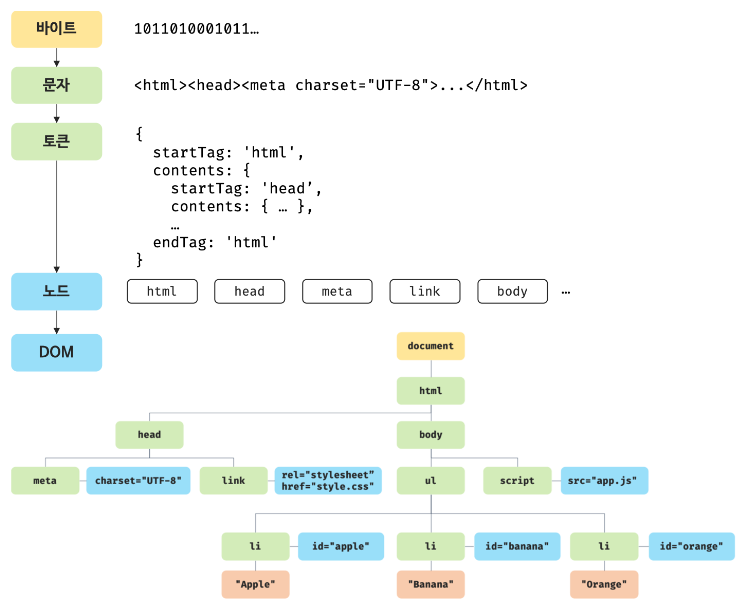 바이트
1011010001011…
문자
<html><head><meta charset="UTF-8">...</html>
토큰
{
startTag: 'html',
contents: {
startTag: 'head’,
contents: { … },
…
endTag: 'html'
}
노드
html
head
meta
link
body
…
DOM
document
html
head
body
meta
charset="UTF-8"
link
rel="stylesheet”
href="style.css"
ul
script
src="app.js"
li
id="apple"
li
id="banana"
li
id="orange"
"Apple"
"Banana"
"Orange"